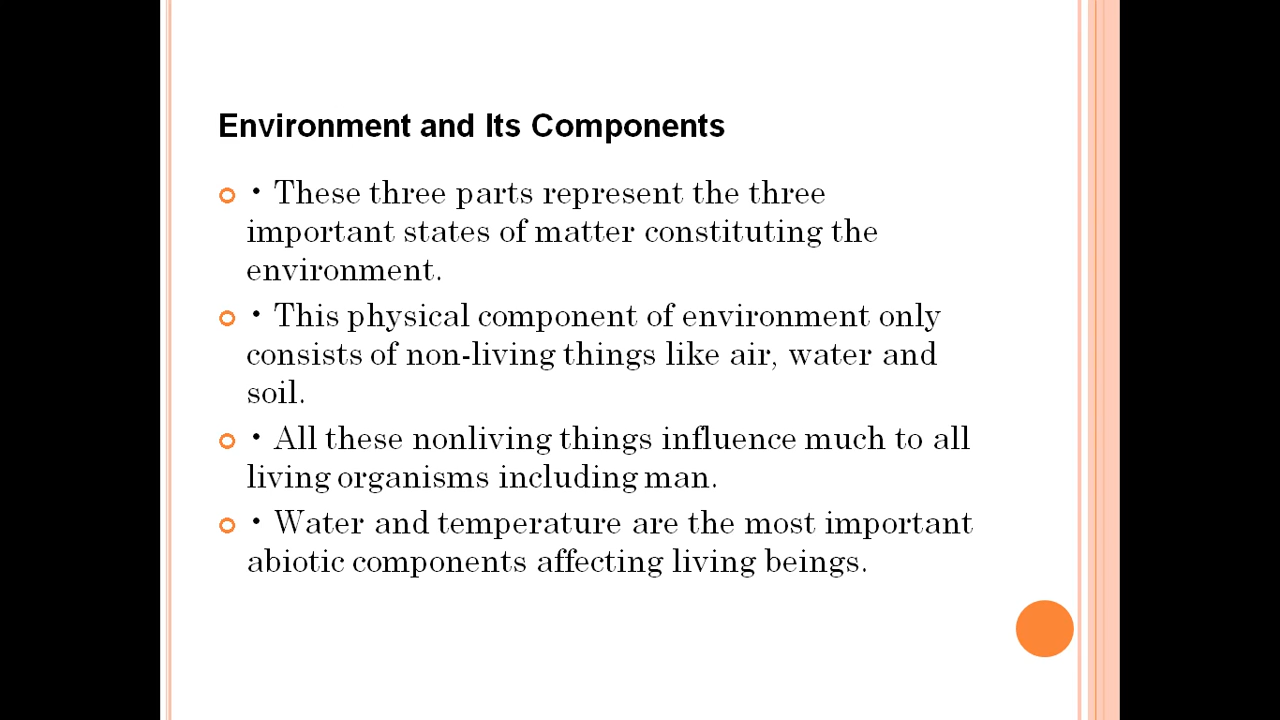 Environment and Its Components
• These three parts represent the three
important states of matter constituting the
environment.
• This physical component of environment only
consists of non-living things like air, water and
soil.
• All these nonliving things influence much to all
living organisms including man.
• Water and temperature are the most important
abiotic components affecting living beings.